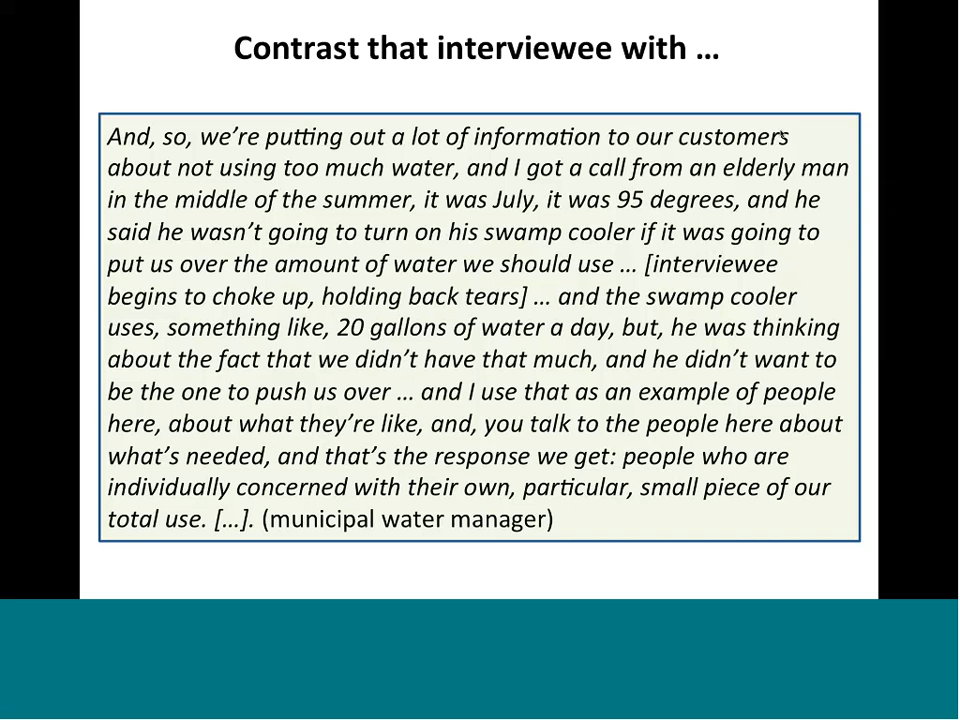 Contrast that interviewee with …
And, so, we’re putting out a lot of information to our customers
about not using too much water, and I got a call from an elderly man
in the middle of the summer, it was July, it was 95 degrees, and he
said he wasn’t going to turn on his swamp cooler if it was going to
put us over the amount of water we should use … [interviewee
begins to choke up, holding back tears] … and the swamp cooler
uses, something like, 20 gallons of water a day, but, he was thinking
about the fact that we didn’t have that much, and he didn’t want to
be the one to push us over … and I use that as an example of people
here, about what they’re like, and, you talk to the people here about
what’s needed, and that’s the response we get: people who are
individually concerned with their own, particular, small piece of our
total use. […]. (municipal water manager)